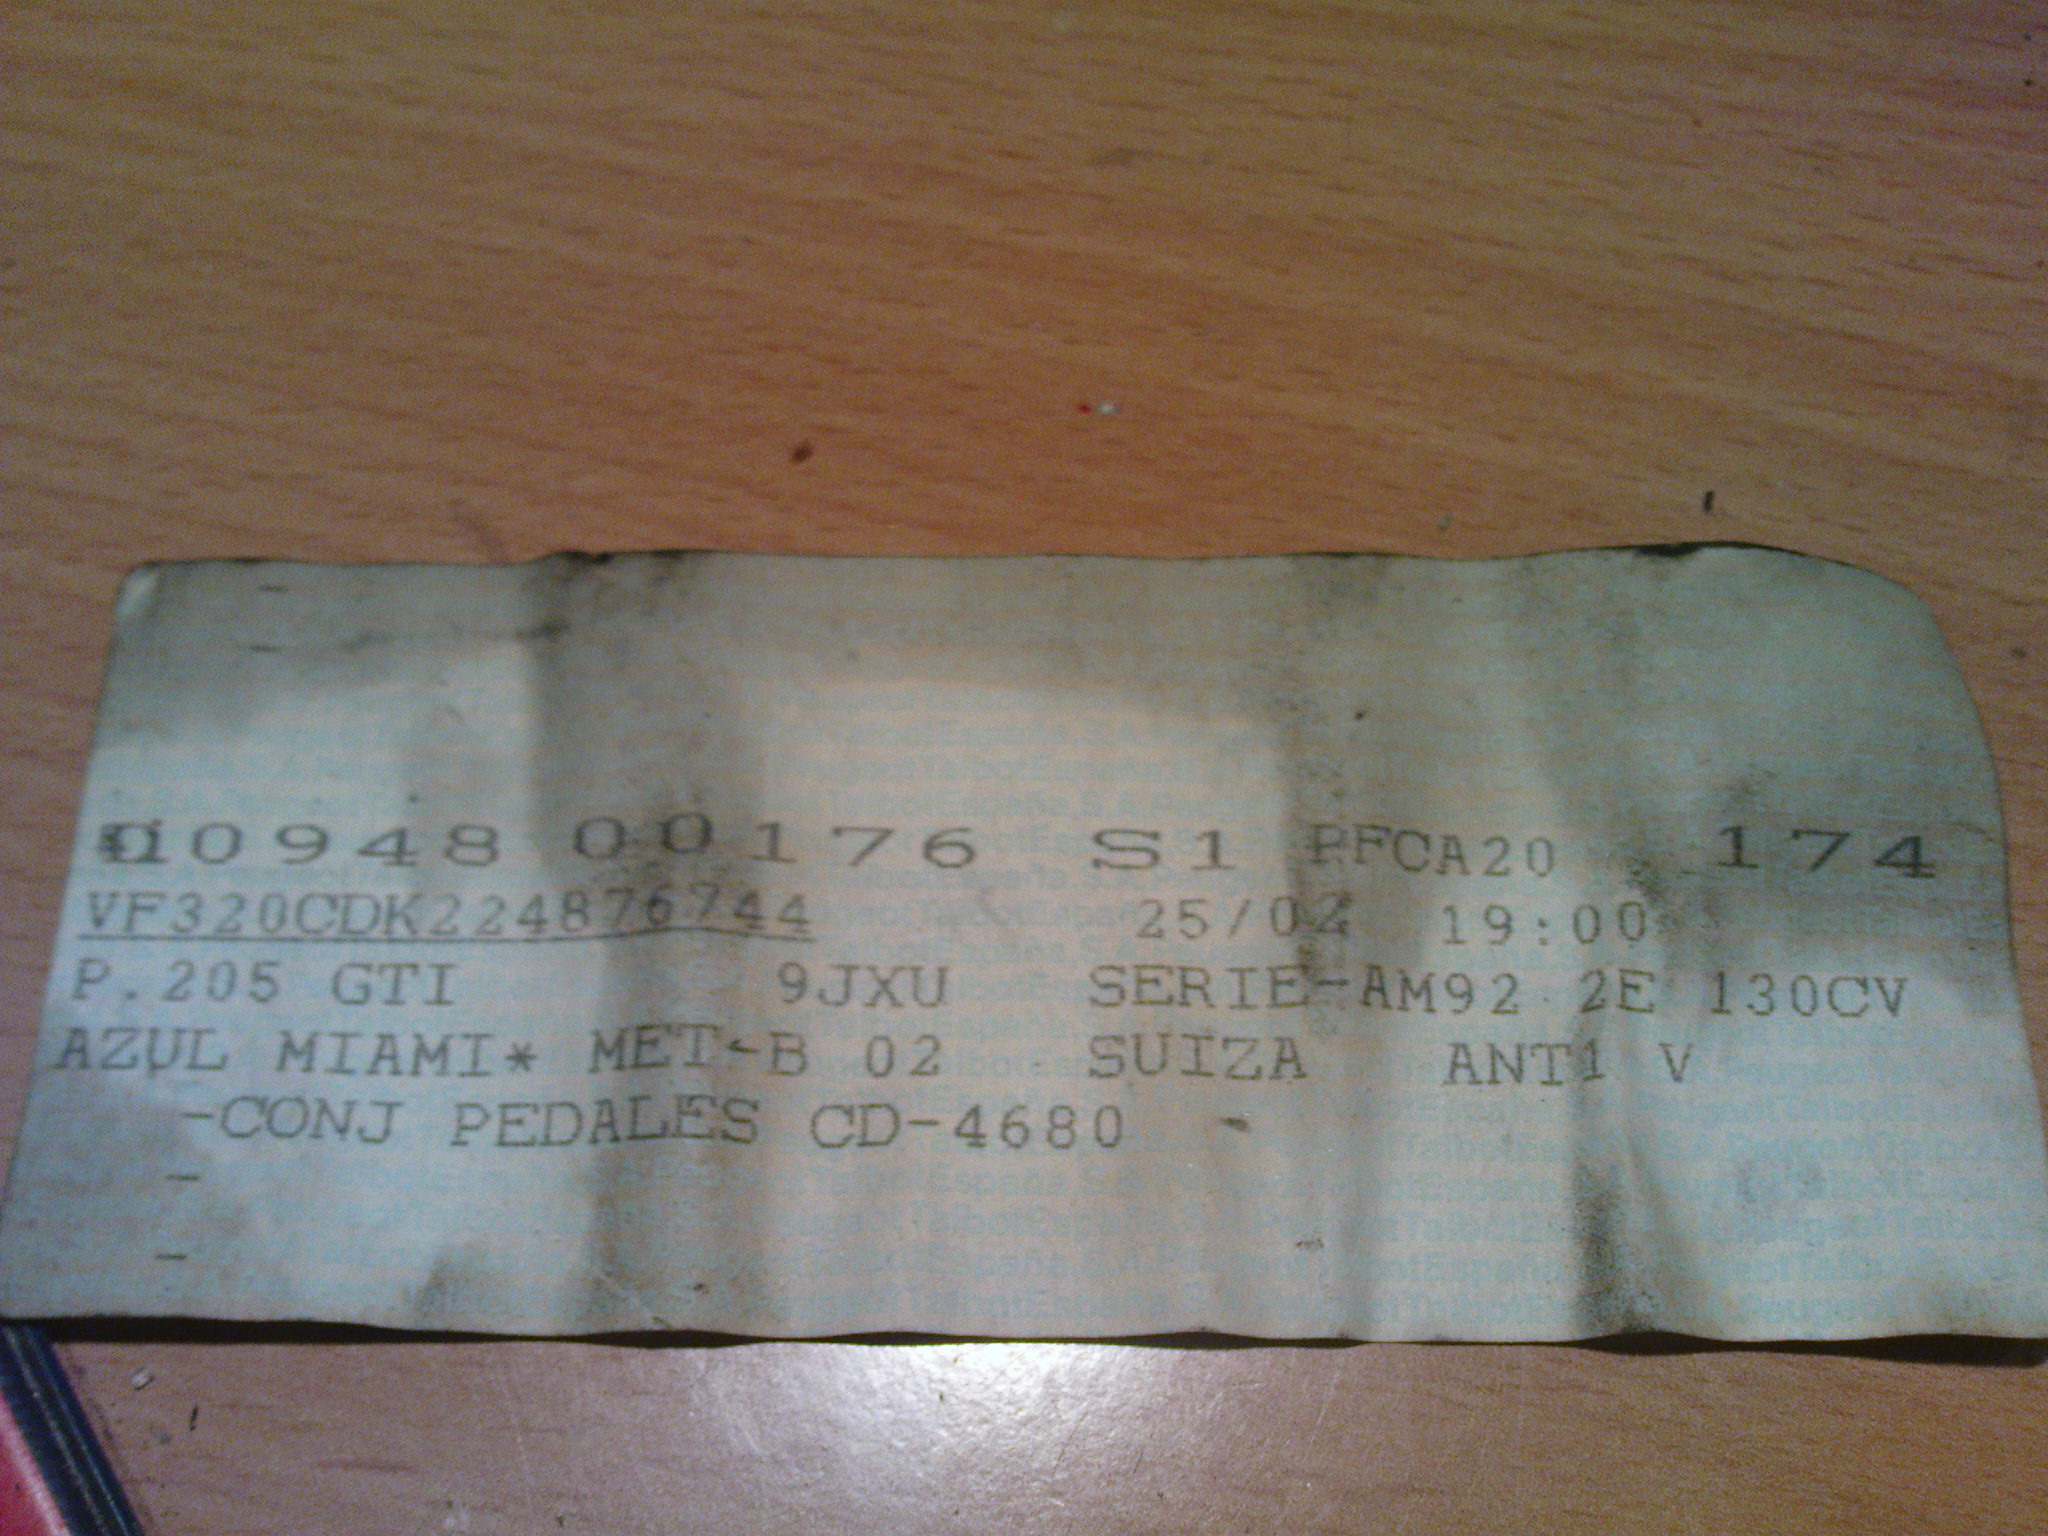 10948 00176 S1 PFCA20 174
VF320CDK224876744 25/02 19:00
P.205 GTI 9JXU SERIE-AM92 2E 130CV
AZUL MIAMI* MET-B 02 SUIZA ANTI V
-CONJ PEDALES CD-4680 -
-
-